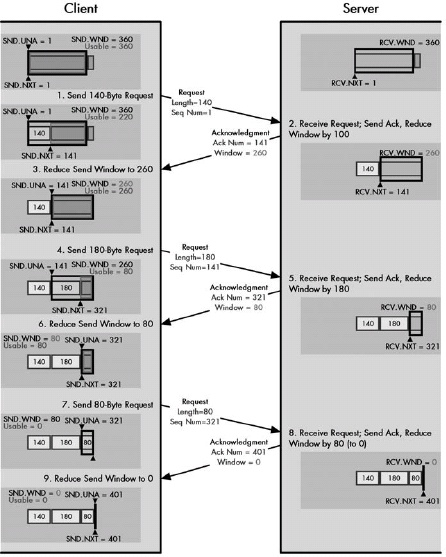 Client
Server
SND.UNA = 1
SND.WND = 360
Usable = 360
SND.NXT = 1
RCV.WND = 360
RCV.NXT = 1
1. Send 140-Byte Request
Request
Length=140
Seq Num=1
SND.UNA = 1
SND.WND = 360
Usable = 220
140
SND.NXT = 141
2. Receive Request; Send Ack, Reduce
Window by 100
Acknowledgment
Ack Num = 141
Window = 260
3. Reduce Send Window to 260
RCV.WND = 260
140
RCV.NXT = 141
SND.UNA = 141
SND.WND = 260
Usable = 260
140
SND.NXT = 141
4. Send 180-Byte Request
Request
Length=180
Seq Num=141
SND.UNA = 141
SND.WND = 260
Usable = 80
140
180
SND.NXT = 321
5. Receive Request; Send Ack, Reduce
Window by 180
Acknowledgment
Ack Num = 321
Window = 80
6. Reduce Send Window to 80
RCV.WND = 80
140
180
RCV.NXT = 321
SND.WND = 80
Usable = 80
SND.UNA = 321
140
180
SND.NXT = 321
7. Send 80-Byte Request
Request
Length=80
Seq Num=321
SND.WND = 80
Usable = 0
SND.UNA = 321
140
180
80
8. Receive Request; Send Ack, Reduce
Window by 80 (to 0)
Acknowledgment
Ack Num = 401
Window = 0
9. Reduce Send Window to 0
RCV.WND = 0
140
180
80
RCV.NXT = 401
SND.WND = 0
Usable = 0
SND.UNA = 401
140
180
80
SND.NXT = 401